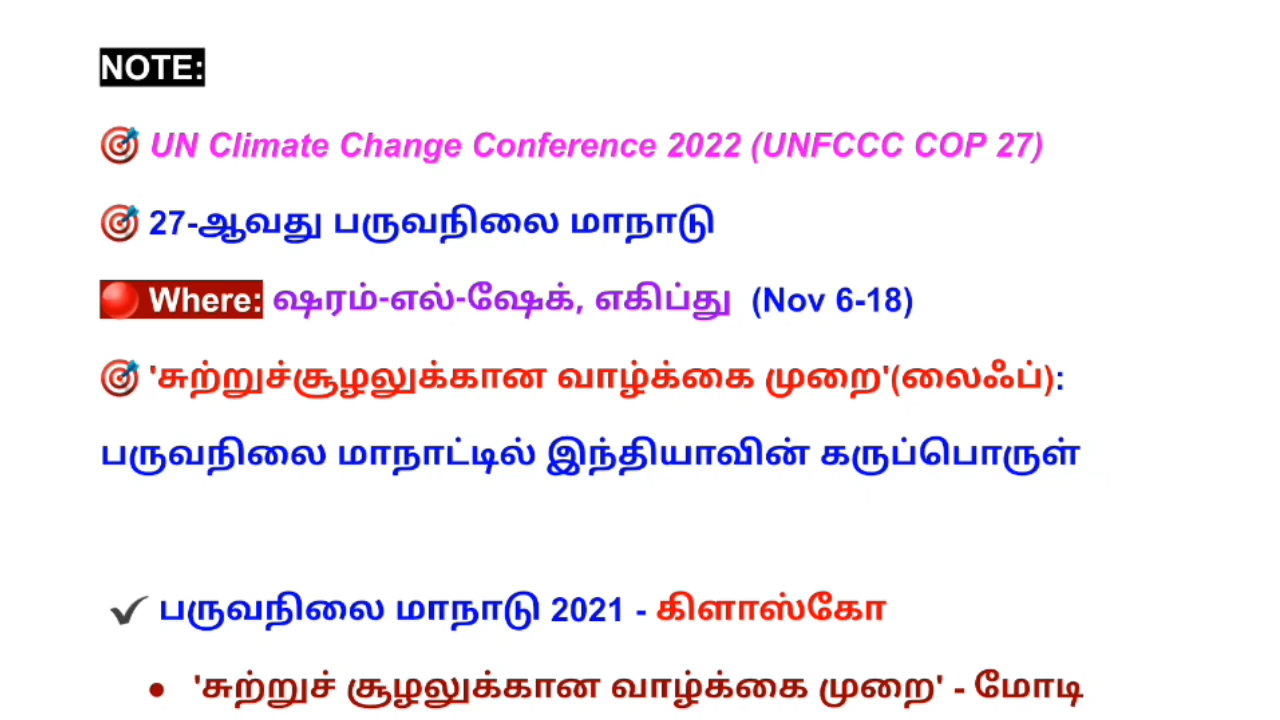 NOTE:
🎯 UN Climate Change Conference 2022 (UNFCCC COP 27)
🎯 27-ஆவது பருவநிலை மாநாடு
🔴 Where: ஷரம்-எல்-ஷேக், எகிப்து (Nov 6-18)
🎯 'சுற்றுச்சூழலுக்கான வாழ்க்கை முறை'(லைஃப்):
பருவநிலை மாநாட்டில் இந்தியாவின் கருப்பொருள்
✔ பருவநிலை மாநாடு 2021 - கிளாஸ்கோ
● 'சுற்றுச் சூழலுக்கான வாழ்க்கை முறை' - மோடி